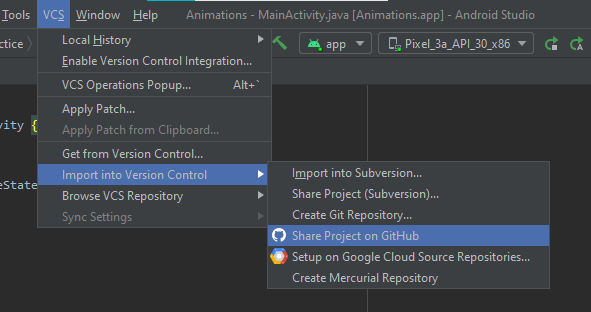 Tools VCS Window Help Animations - MainActivity.java [Animations.app] - Android Studio
ctice app Pixel_3a_API_30_x86
Local History
Enable Version Control Integration...
VCS Operations Popup... Alt+`
Apply Patch...
Apply Patch from Clipboard...
Get from Version Control...
Import into Version Control
Browse VCS Repository
Sync Settings
vity {
eState
Import into Subversion...
Share Project (Subversion)...
Create Git Repository...
Share Project on GitHub
Setup on Google Cloud Source Repositories...
Create Mercurial Repository